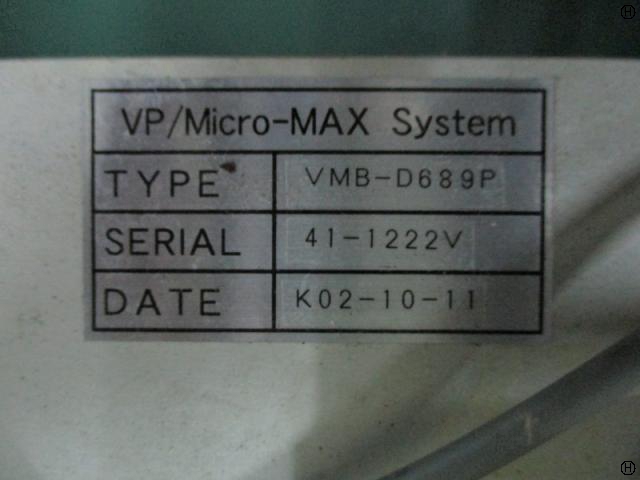 VP/Micro-MAX System
TYPE VMB-D689P
SERIAL 41-1222V
DATE K02-10-11
H
H